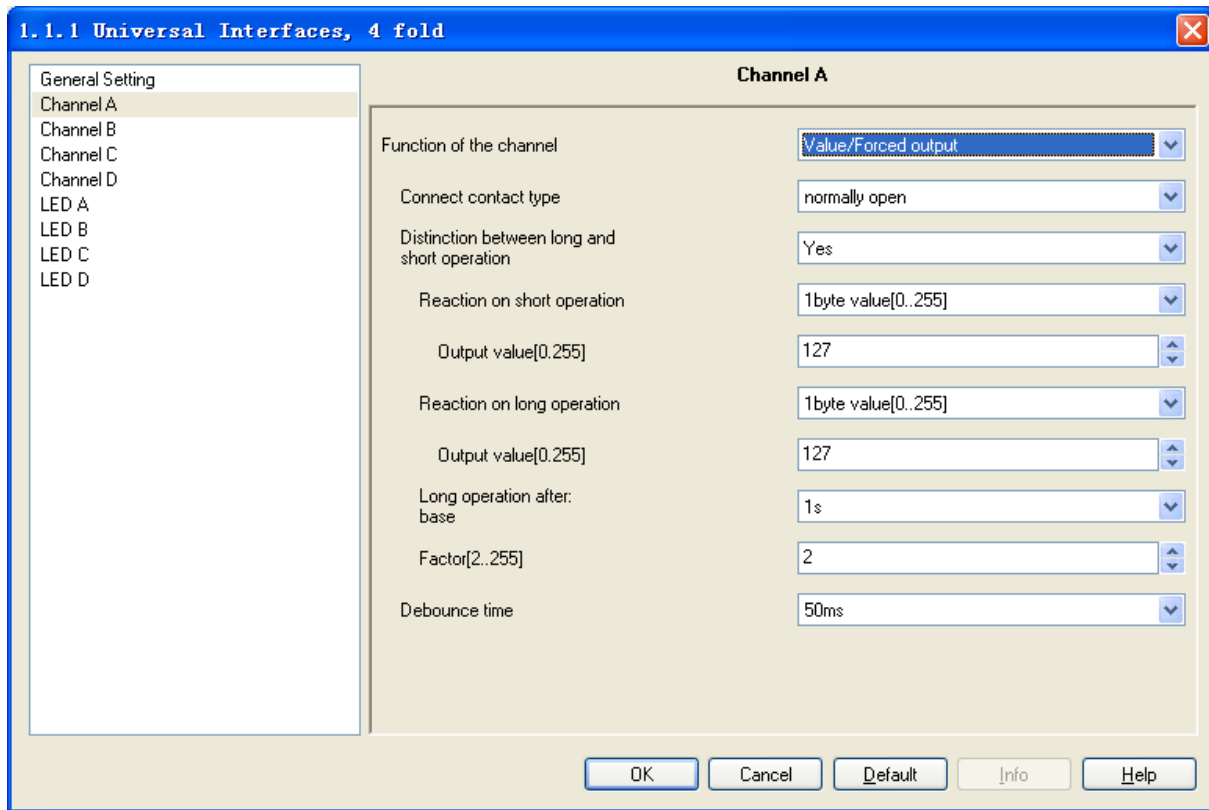 1.1.1 Universal Interfaces, 4 fold
General Setting
Channel A
Channel B
Channel C
Channel D
LED A
LED B
LED C
LED D
Channel A
Function of the channel
Value/Forced output
Connect contact type
normally open
Distinction between long and
short operation
Yes
Reaction on short operation
1byte value[0..255]
Output value[0.255]
127
Reaction on long operation
1byte value[0..255]
Output value[0.255]
127
Long operation after:
base
1s
Factor[2..255]
2
Debounce time
50ms
OK
Cancel
Default
Info
Help